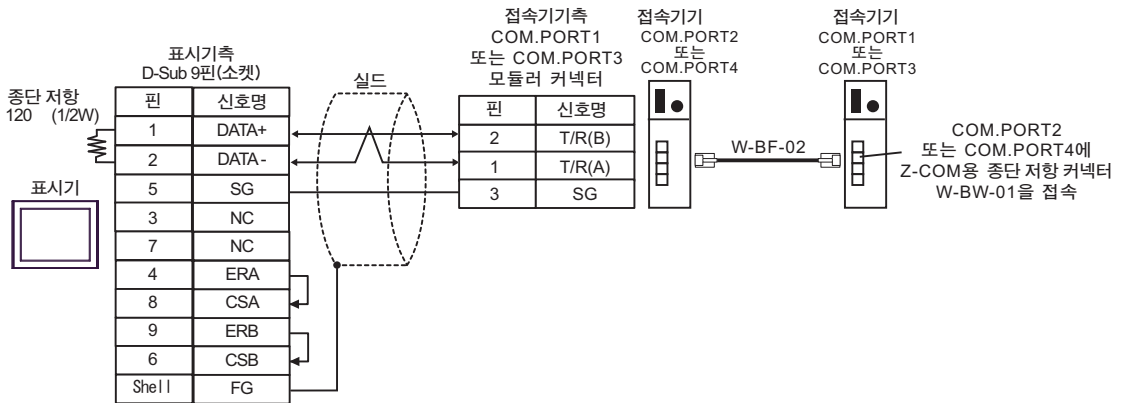 표시기측
D-Sub 9핀(소켓)
종단 저항
120 (1/2W)
표시기
핀 신호명
1 DATA+
2 DATA-
5 SG
3 NC
7 NC
4 ERA
8 CSA
9 ERB
6 CSB
Shell FG
실드
접속기기측
COM.PORT1
또는 COM.PORT3
모듈러 커넥터
핀 신호명
2 T/R(B)
1 T/R(A)
3 SG
접속기기
COM.PORT2
또는
COM.PORT4
W-BF-02
접속기기
COM.PORT1
또는
COM.PORT3
COM.PORT2
또는 COM.PORT4에
Z-COM용 종단 저항 커넥터
W-BW-01을 접속